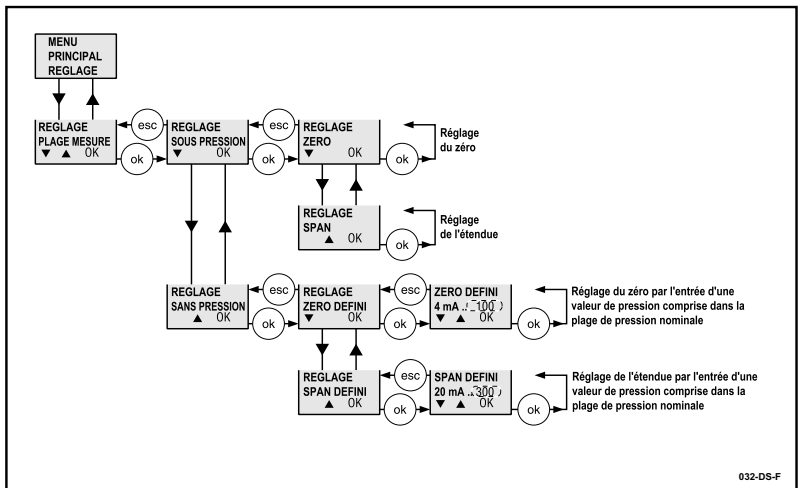 MENU
PRINCIPAL
REGLAGE
REGLAGE
PLAGE MESURE
▼ ▲ OK
esc
ok
REGLAGE
SOUS PRESSION
▼ OK
esc
ok
REGLAGE
ZERO
▼ OK
ok
Réglage
du zéro
REGLAGE
SPAN
▲ OK
ok
Réglage
de l'étendue
REGLAGE
SANS PRESSION
▲ OK
esc
ok
REGLAGE
ZERO DEFINI
▼ OK
esc
ok
ZERO DEFINI
4 mA .. 100
▼ ▲ OK
ok
Réglage du zéro par l'entrée d'une
valeur de pression comprise dans la
plage de pression nominale
REGLAGE
SPAN DEFINI
▲ OK
esc
ok
SPAN DEFINI
20 mA .. 300
▼ ▲ OK
ok
Réglage de l'étendue par l'entrée d'une
valeur de pression comprise dans la
plage de pression nominale
032-DS-F